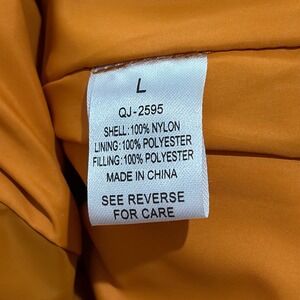 L
QJ-2595
SHELL:100% NYLON
LINING:100% POLYESTER
FILLING:100% POLYESTER
MADE IN CHINA
SEE REVERSE
FOR CARE